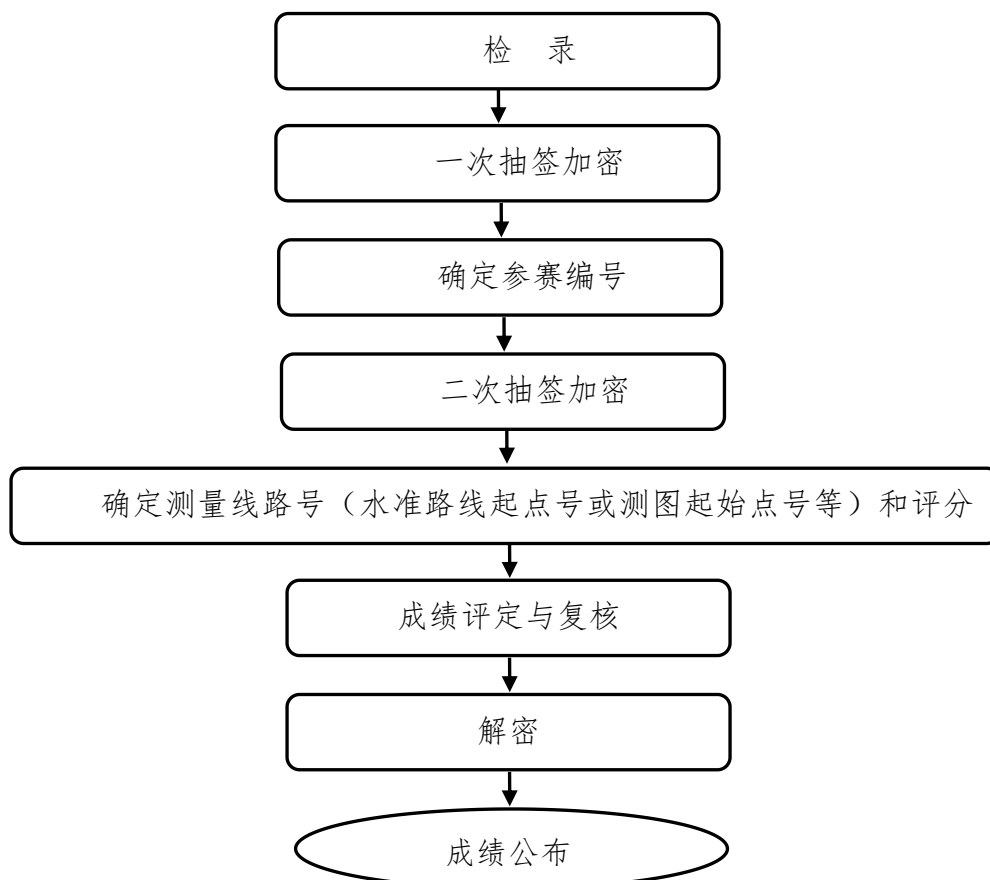 检 录
一次抽签加密
确定参赛编号
二次抽签加密
确定测量线路号（水准路线起点号或测图起始点号等）和评分
成绩评定与复核
解密
成绩公布